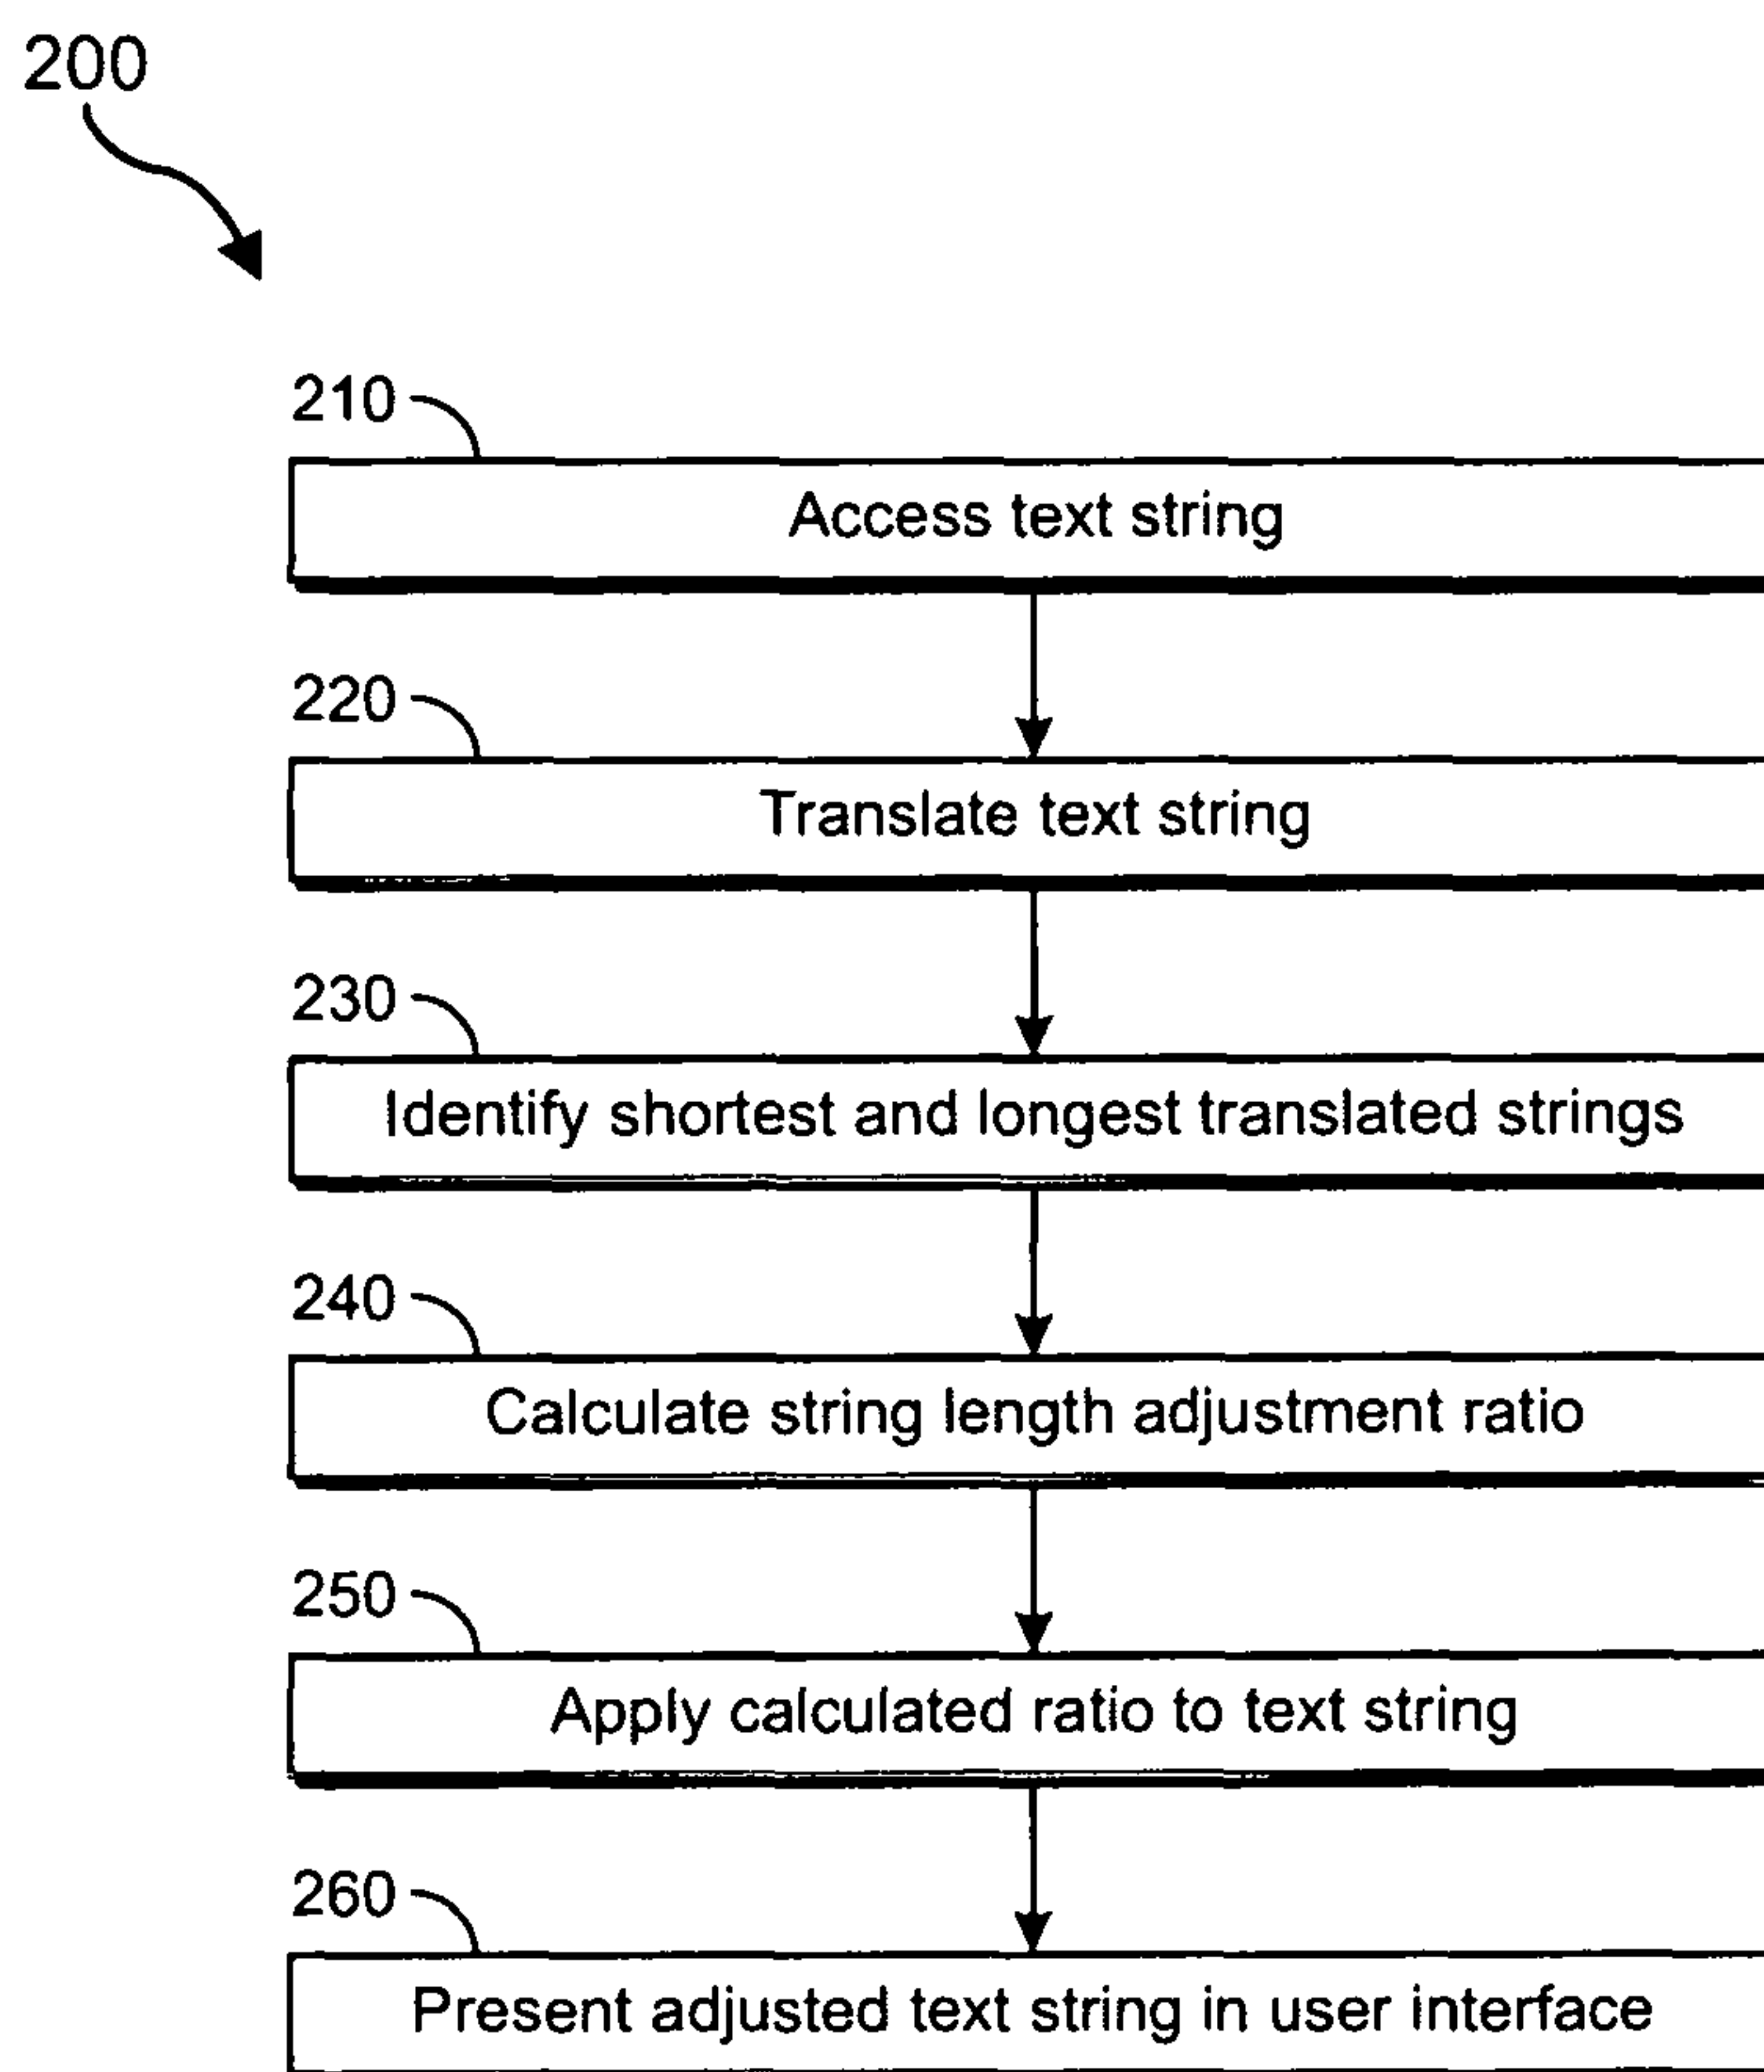 200
210
Access text string
220
Translate text string
230
Identify shortest and longest translated strings
240
Calculate string length adjustment ratio
250
Apply calculated ratio to text string
260
Present adjusted text string in user interface